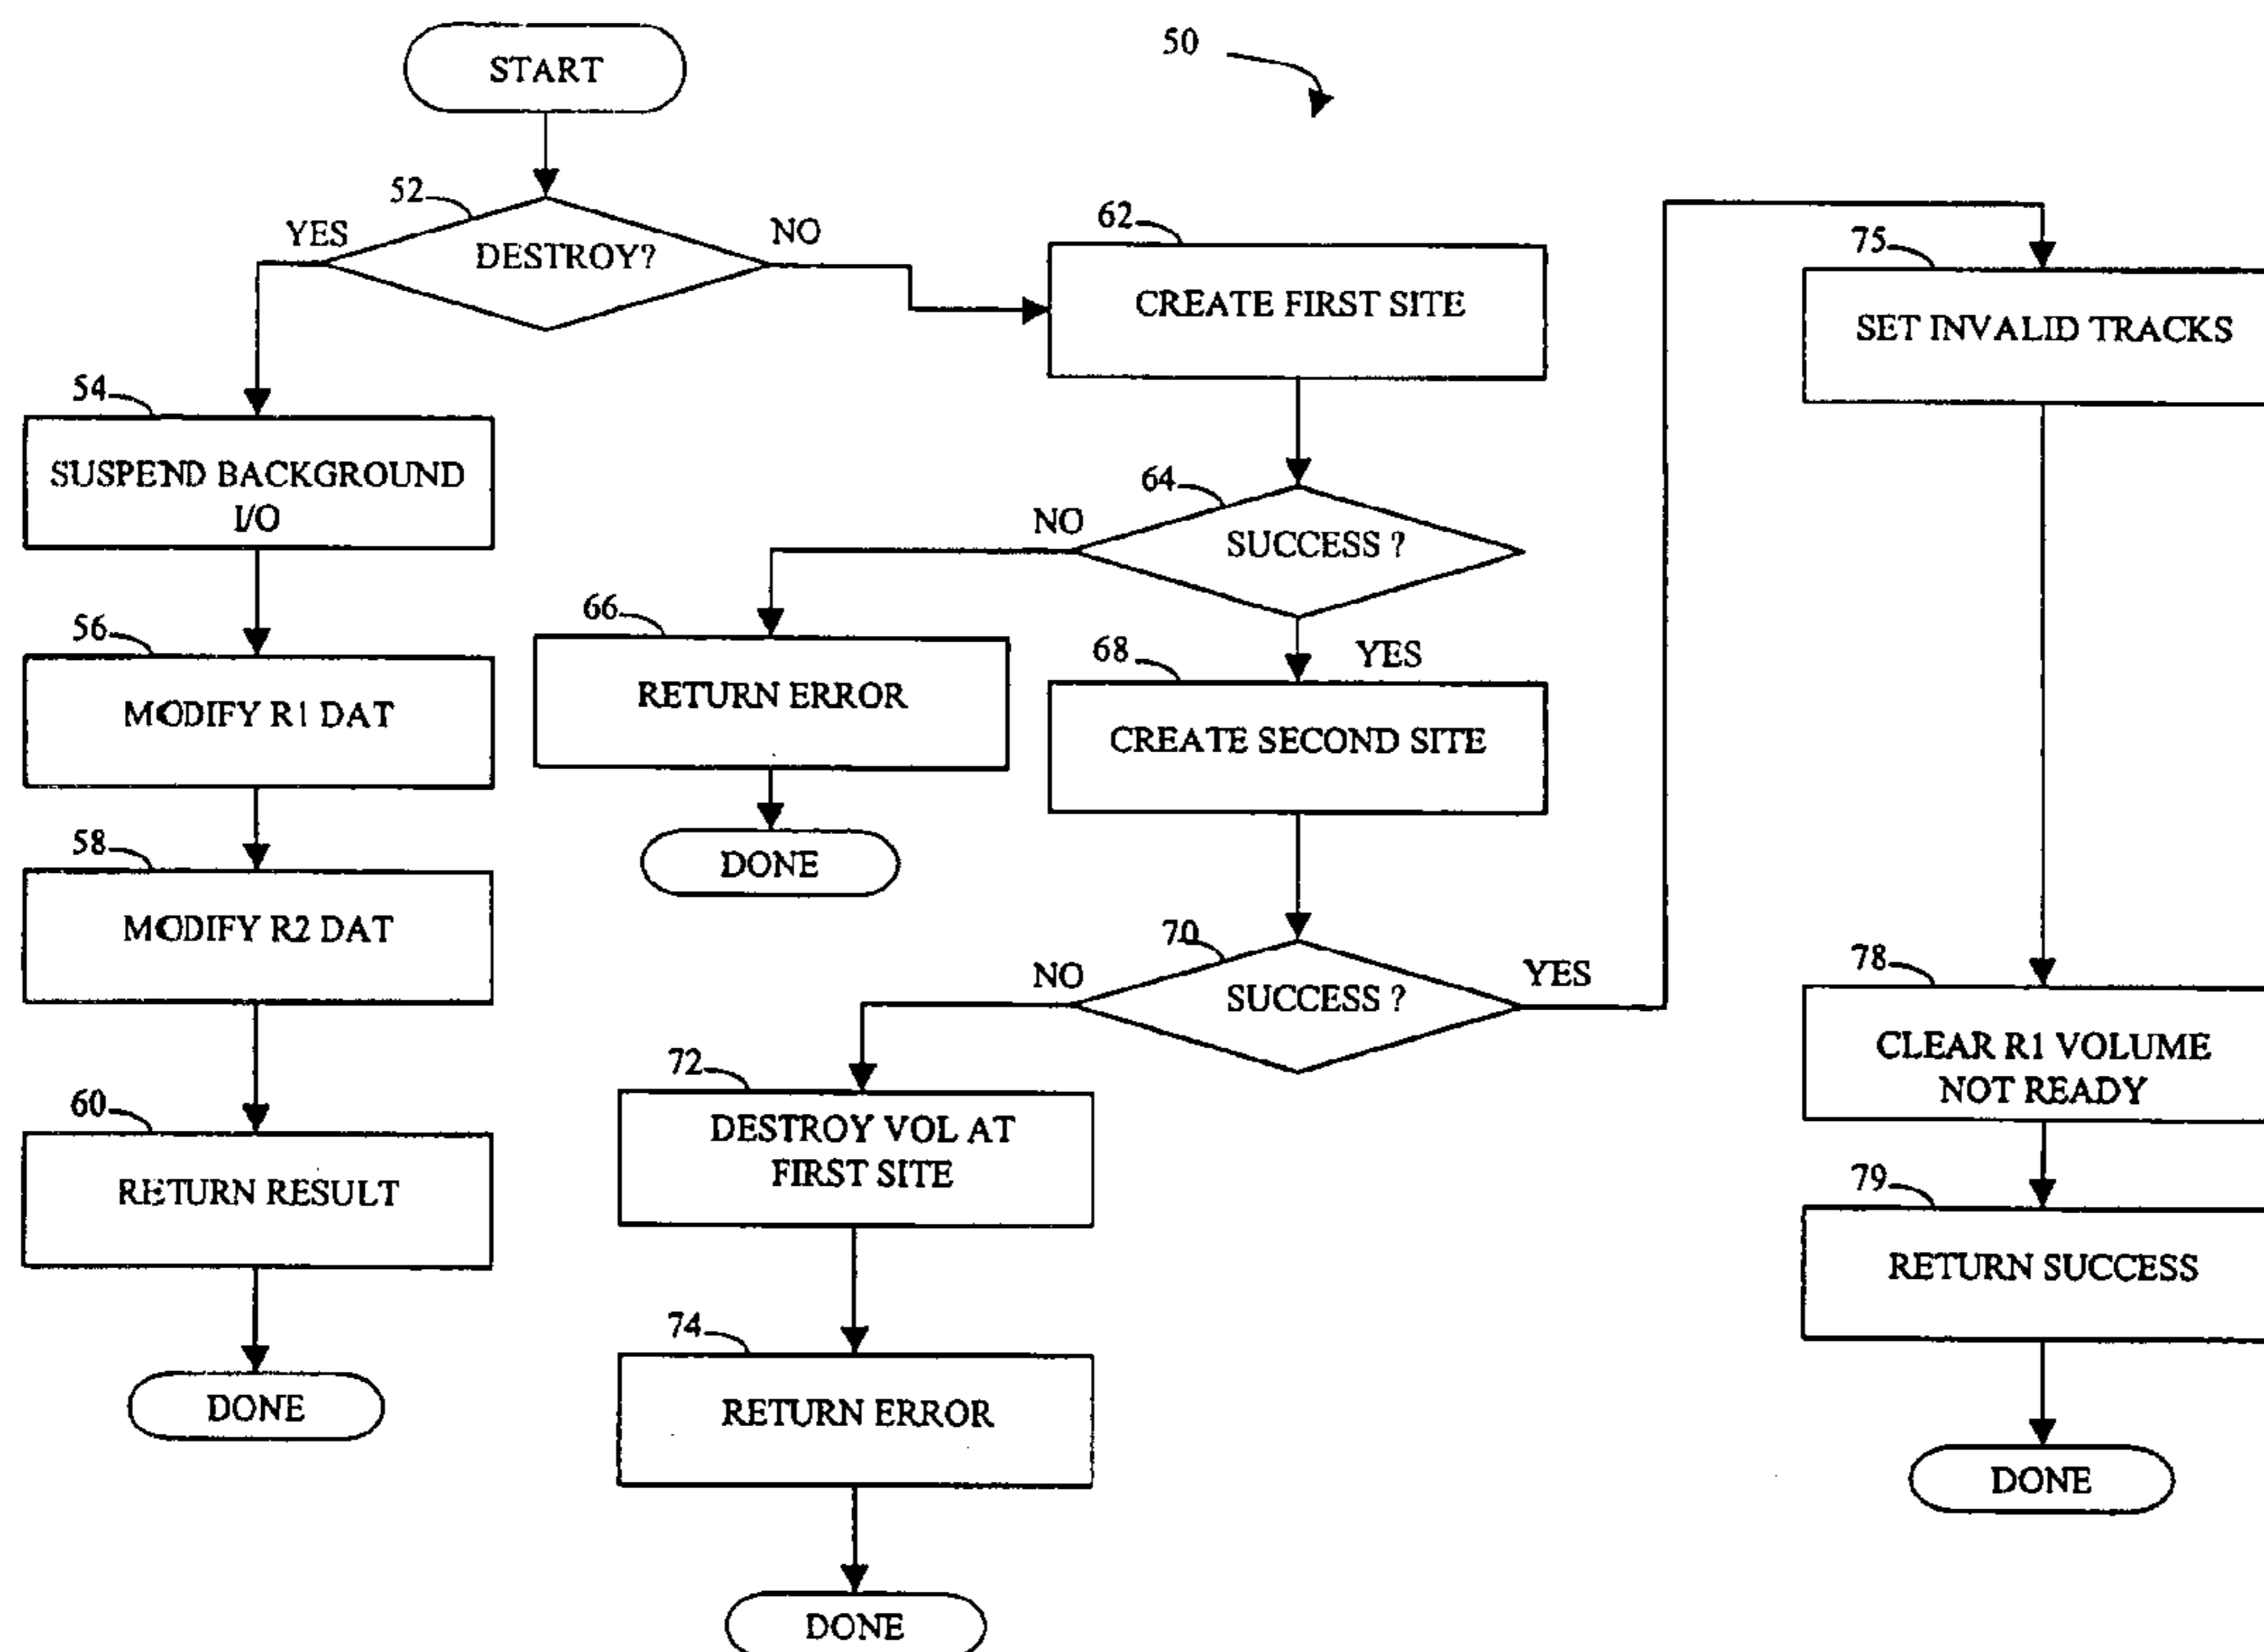 START
50
52
YES
DESTROY?
NO
62
CREATE FIRST SITE
75
SET INVALID TRACKS
54
SUSPEND BACKGROUND
I/O
64
NO
SUCCESS ?
YES
56
MODIFY R1 DAT
66
RETURN ERROR
DONE
68
CREATE SECOND SITE
58
MODIFY R2 DAT
70
NO
SUCCESS ?
YES
78
CLEAR R1 VOLUME
NOT READY
60
RETURN RESULT
DONE
72
DESTROY VOL AT
FIRST SITE
79
RETURN SUCCESS
DONE
74
RETURN ERROR
DONE